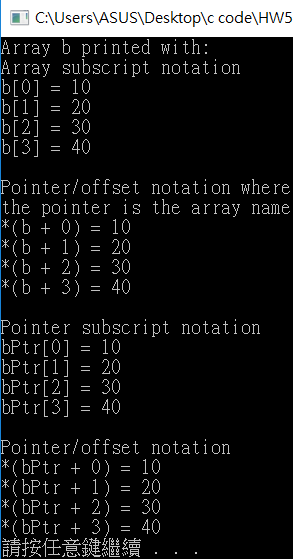 C:\Users\ASUS\Desktop\c code\HW5
Array b printed with:
Array subscript notation
b[0] = 10
b[1] = 20
b[2] = 30
b[3] = 40
Pointer/offset notation where
the pointer is the array name
*(b + 0) = 10
*(b + 1) = 20
*(b + 2) = 30
*(b + 3) = 40
Pointer subscript notation
bPtr[0] = 10
bPtr[1] = 20
bPtr[2] = 30
bPtr[3] = 40
Pointer/offset notation
*(bPtr + 0) = 10
*(bPtr + 1) = 20
*(bPtr + 2) = 30
*(bPtr + 3) = 40
請按任意鍵繼續 . . .